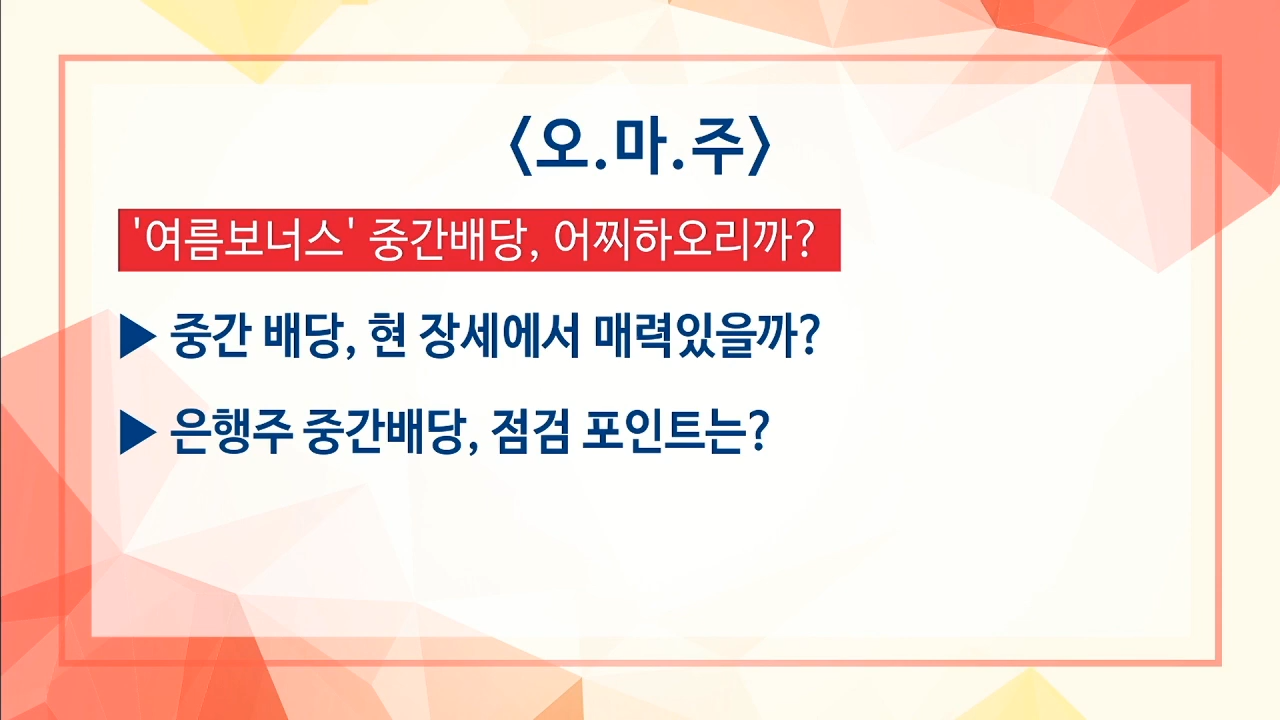 〈오.마.주〉
'여름보너스' 중간배당, 어찌하오리까?
▶ 중간 배당, 현 장세에서 매력있을까?
▶ 은행주 중간배당, 점검 포인트는?